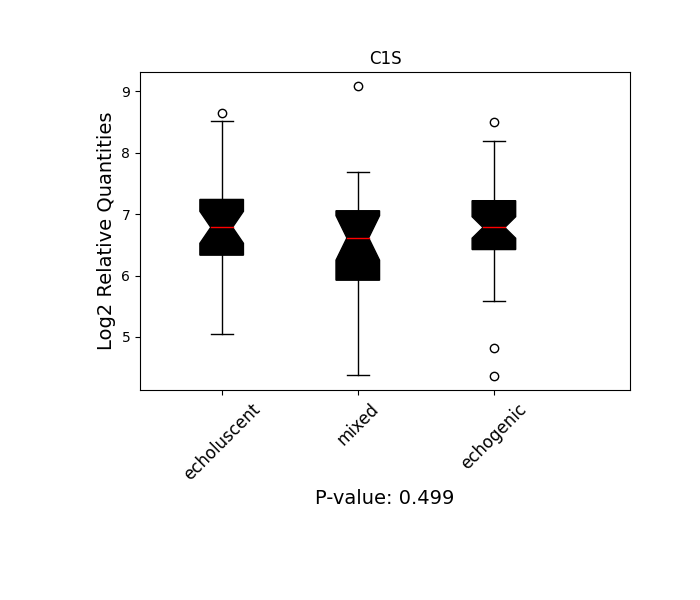 C1S
Log2 Relative Quantities
9
8
7
6
5
echoluscent
mixed
echogenic
P-value: 0.499